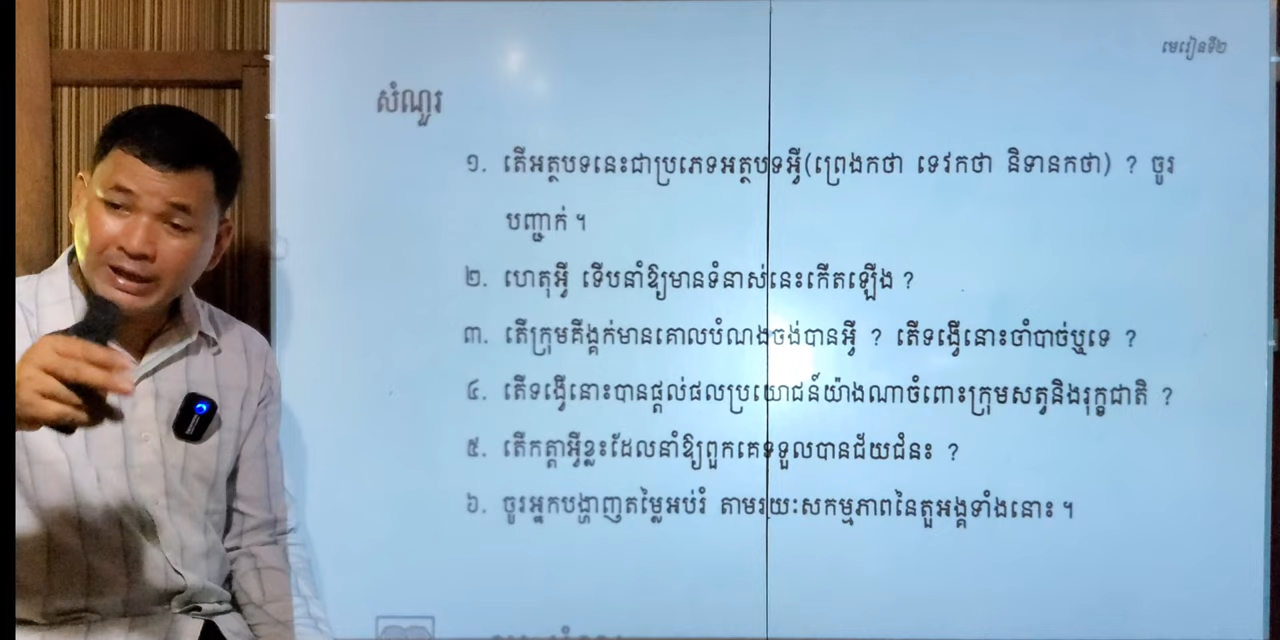 មេរៀនទី២
សំណួរ
១. តើអត្ថបទនេះជាប្រភេទអត្ថបទអ្វី(ព្រេងកថា ទេវកថា និទានកថា) ? ចូរ
បញ្ជាក់ ។
២. ហេតុអ្វី ទើបនាំឱ្យមានទំនាស់នេះកើតឡើង ?
៣. តើក្រុមគីង្គក់មានគោលបំណងចង់បានអ្វី ? តើទង្វើនោះចាំបាច់ឬទេ ?
៤. តើទង្វើនោះបានផ្តល់ផលប្រយោជន៍យ៉ាងណាចំពោះក្រុមសត្វនិងរុក្ខជាតិ ?
៥. តើកត្តាអ្វីខ្លះដែលនាំឱ្យពួកគេទទួលបានជ័យជំនះ ?
៦. ចូរអ្នកបង្ហាញតម្លៃអប់រំ តាមរយៈសកម្មភាពនៃតួអង្គទាំងនោះ ។